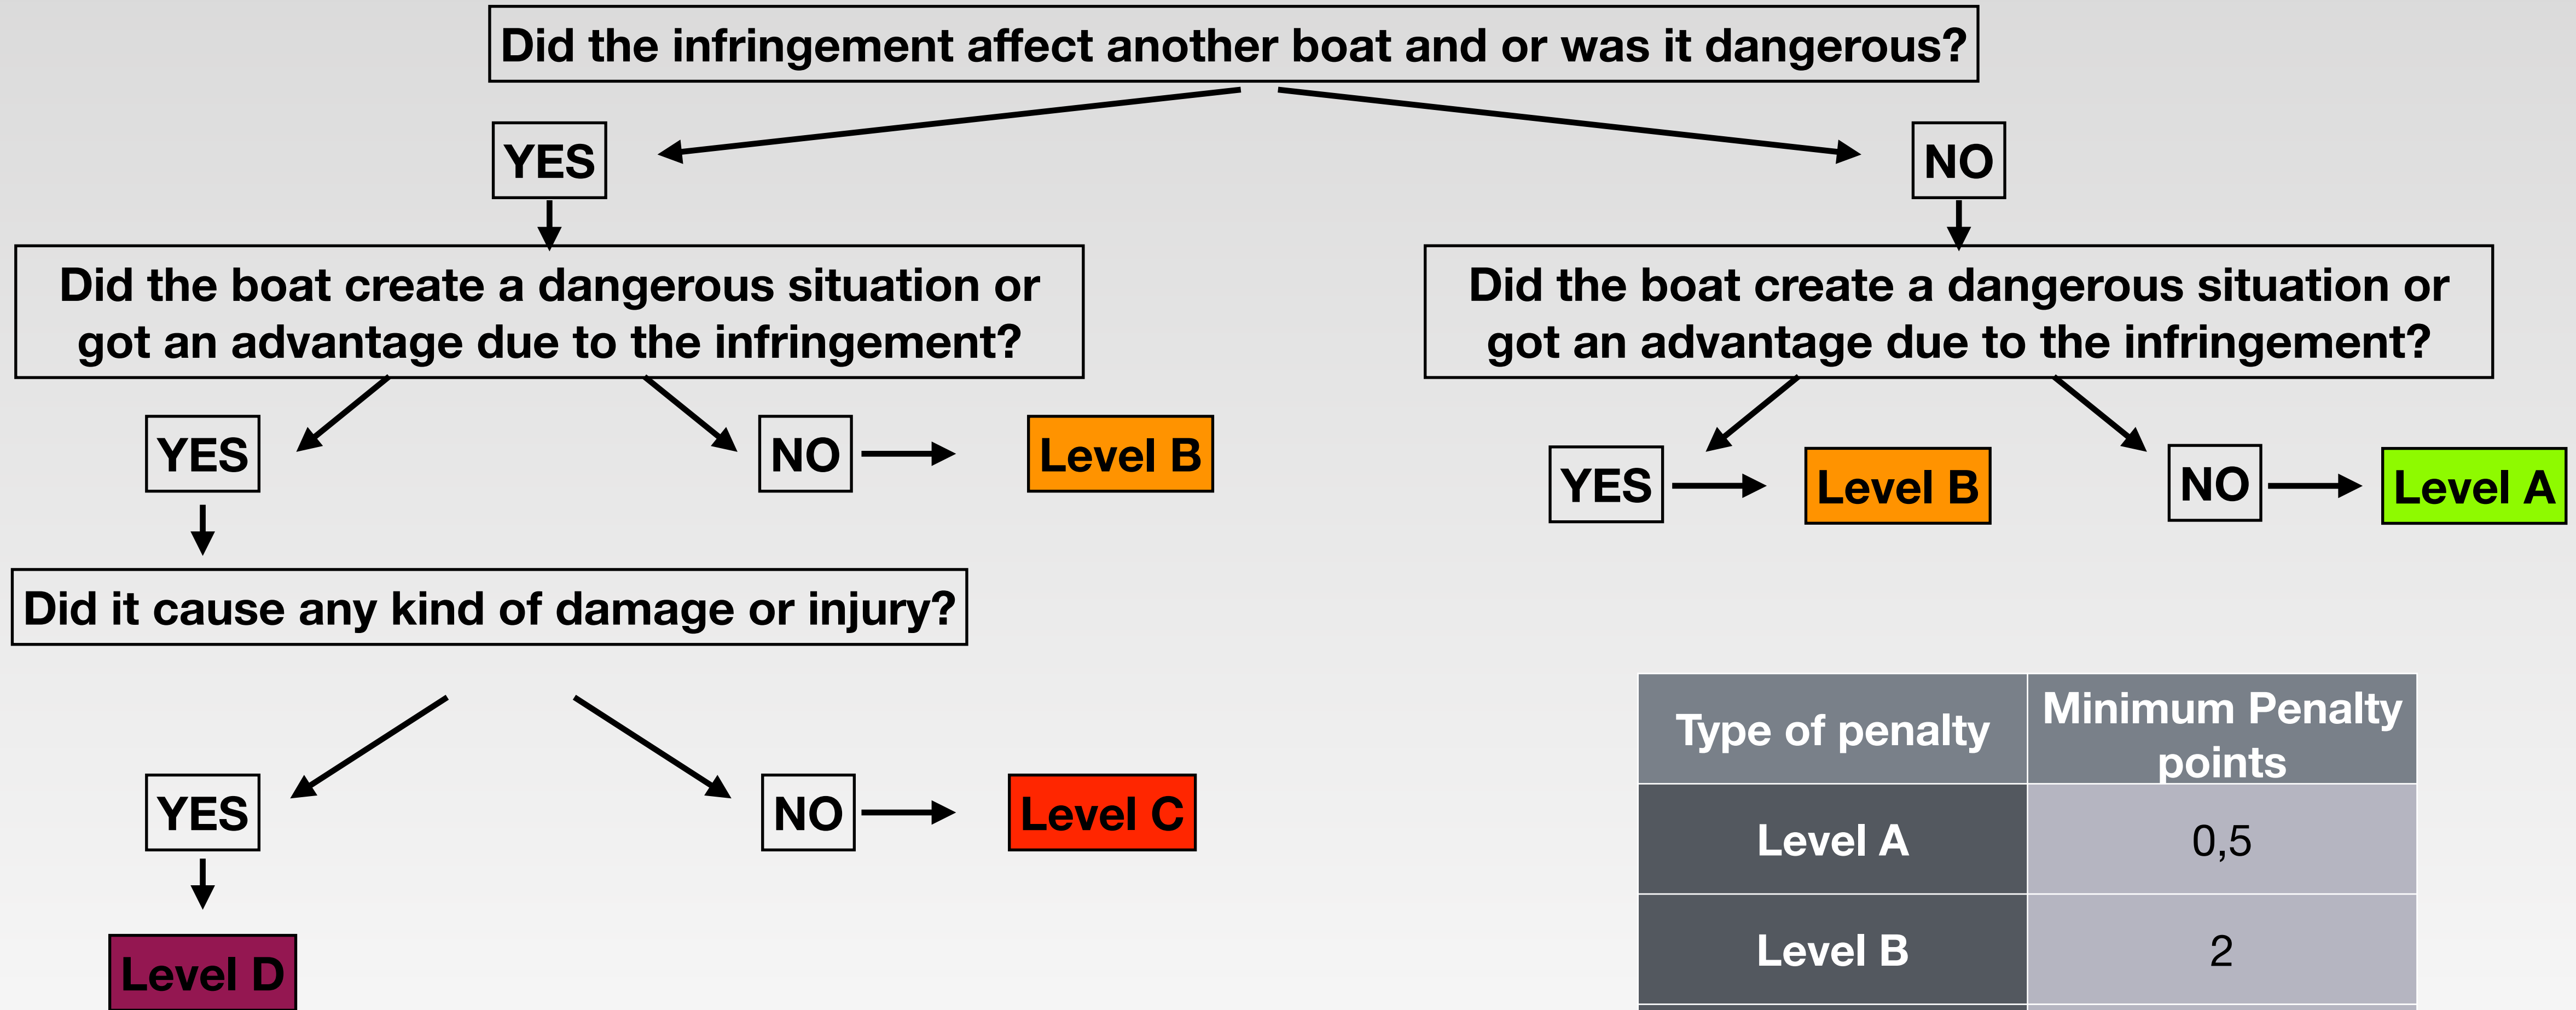 Did the infringement affect another boat and or was it dangerous?
YES
NO
Did the boat create a dangerous situation or
got an advantage due to the infringement?
Did the boat create a dangerous situation or
got an advantage due to the infringement?
YES
NO
Level B
YES
Level B
NO
Level A
Did it cause any kind of damage or injury?
YES
NO
Level C
Level D
Type of penalty
Minimum Penalty
points
Level A
0,5
Level B
2